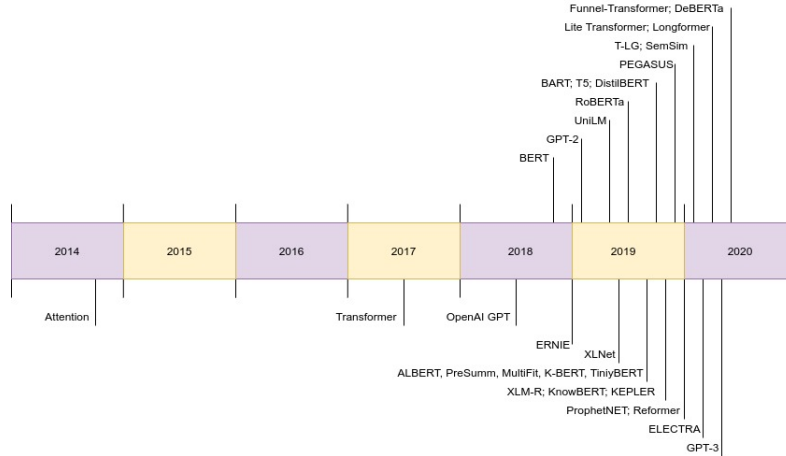 Funnel-Transformer; DeBERTa
Lite Transformer; Longformer
T-LG; SemSim
PEGASUS
BART; T5; DistilBERT
RoBERTa
UniLM
GPT-2
BERT
2014
2015
2016
2017
2018
2019
2020
Attention
Transformer
OpenAI GPT
ERNIE
XLNet
ALBERT, PreSumm, MultiFit, K-BERT, TiniyBERT
XLM-R; KnowBERT; KEPLER
ProphetNET; Reformer
ELECTRA
GPT-3